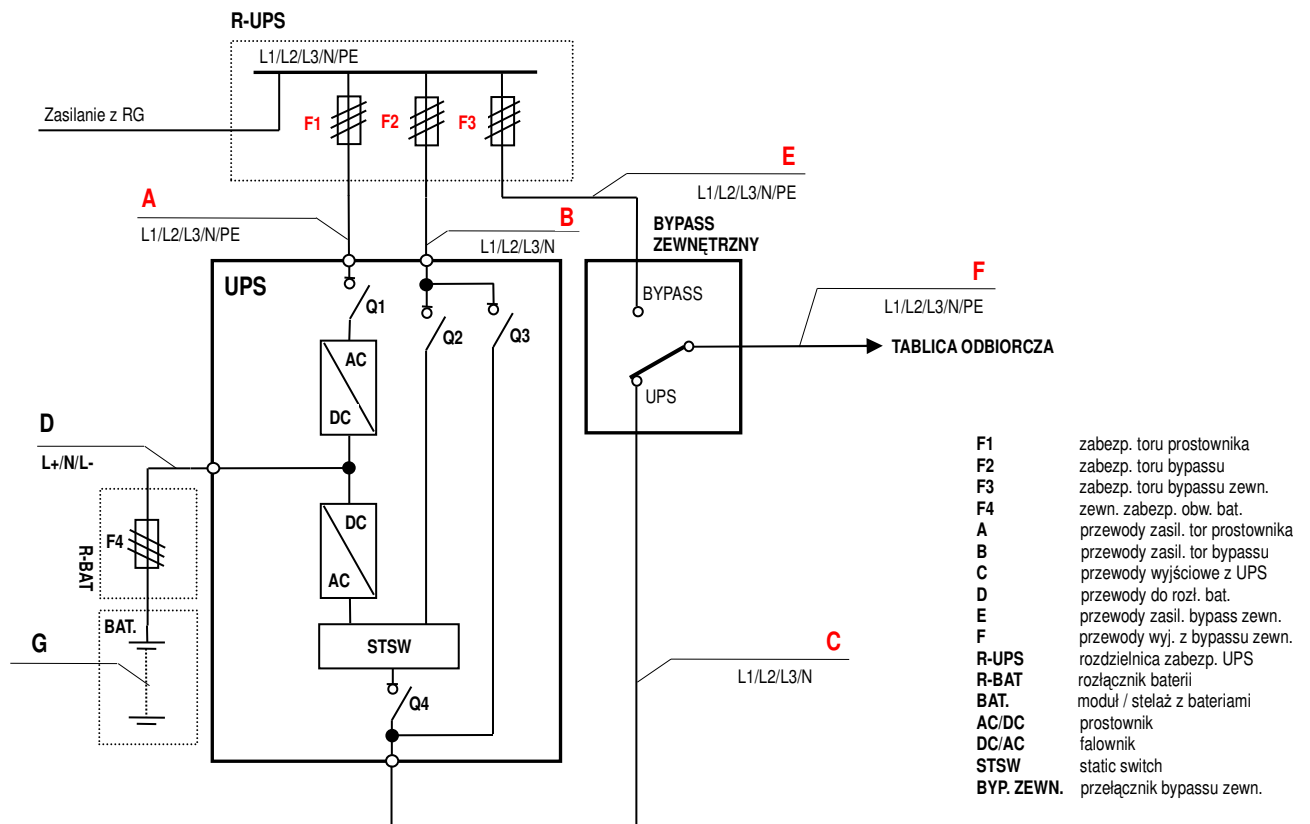 R-UPS
L1/L2/L3/N/PE
Zasilanie z RG
F1
F2
F3
E
L1/L2/L3/N/PE
A
L1/L2/L3/N/PE
B
L1/L2/L3/N
BYPASS
ZEWNĘTRZNY
UPS
Q1
Q2
Q3
BYPASS
UPS
F
L1/L2/L3/N/PE
TABLICA ODBIORCZA
AC
DC
D
L+/N/L-
F4
R-BAT
DC
AC
BAT.
G
STSW
Q4
C
L1/L2/L3/N
F1 zabezp. toru prostownika
F2 zabezp. toru bypassu
F3 zabezp. toru bypassu zewn.
F4 zewn. zabezp. obw. bat.
A przewody zasil. tor prostownika
B przewody zasil. tor bypassu
C przewody wyjściowe z UPS
D przewody do rozł. bat.
E przewody zasil. bypass zewn.
F przewody wyj. z bypassu zewn.
R-UPS rozdzielnica zabezp. UPS
R-BAT rozłącznik baterii
BAT. moduł / stelaż z bateriami
AC/DC prostownik
DC/AC falownik
STSW static switch
BYP. ZEWN. przełącznik bypassu zewn.